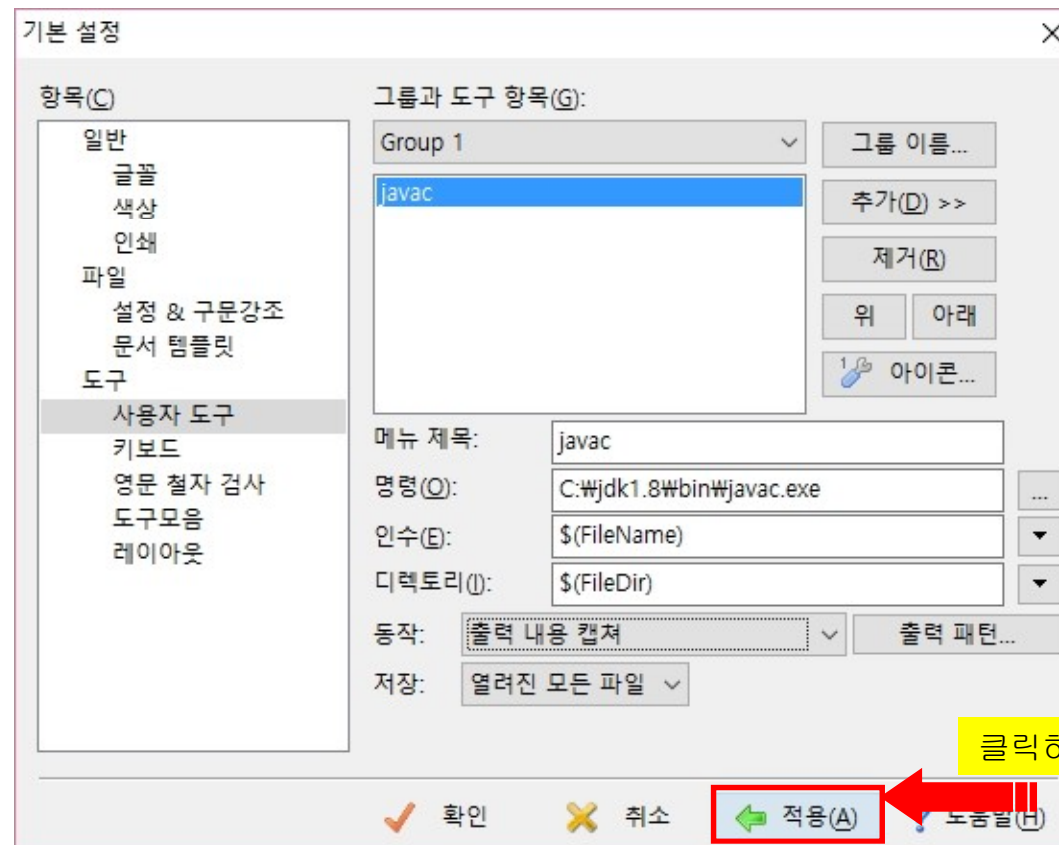 기본 설정
항목(C)
일반
글꼴
색상
인쇄
파일
설정 & 구문강조
문서 템플릿
도구
사용자 도구
키보드
영문 철자 검사
도구모음
레이아웃
그룹과 도구 항목(G):
Group 1
그룹 이름...
javac
추가(D) >>
제거(R)
위
아래
1
아이콘...
메뉴 제목:
javac
명령(O):
C:₩jdk1.8₩bin₩javac.exe
...
인수(E):
$(FileName)
디렉토리(I):
$(FileDir)
동작:
출력 내용 캡쳐
출력 패턴...
저장:
열려진 모든 파일
확인
취소
적용(A)
도움말(H)